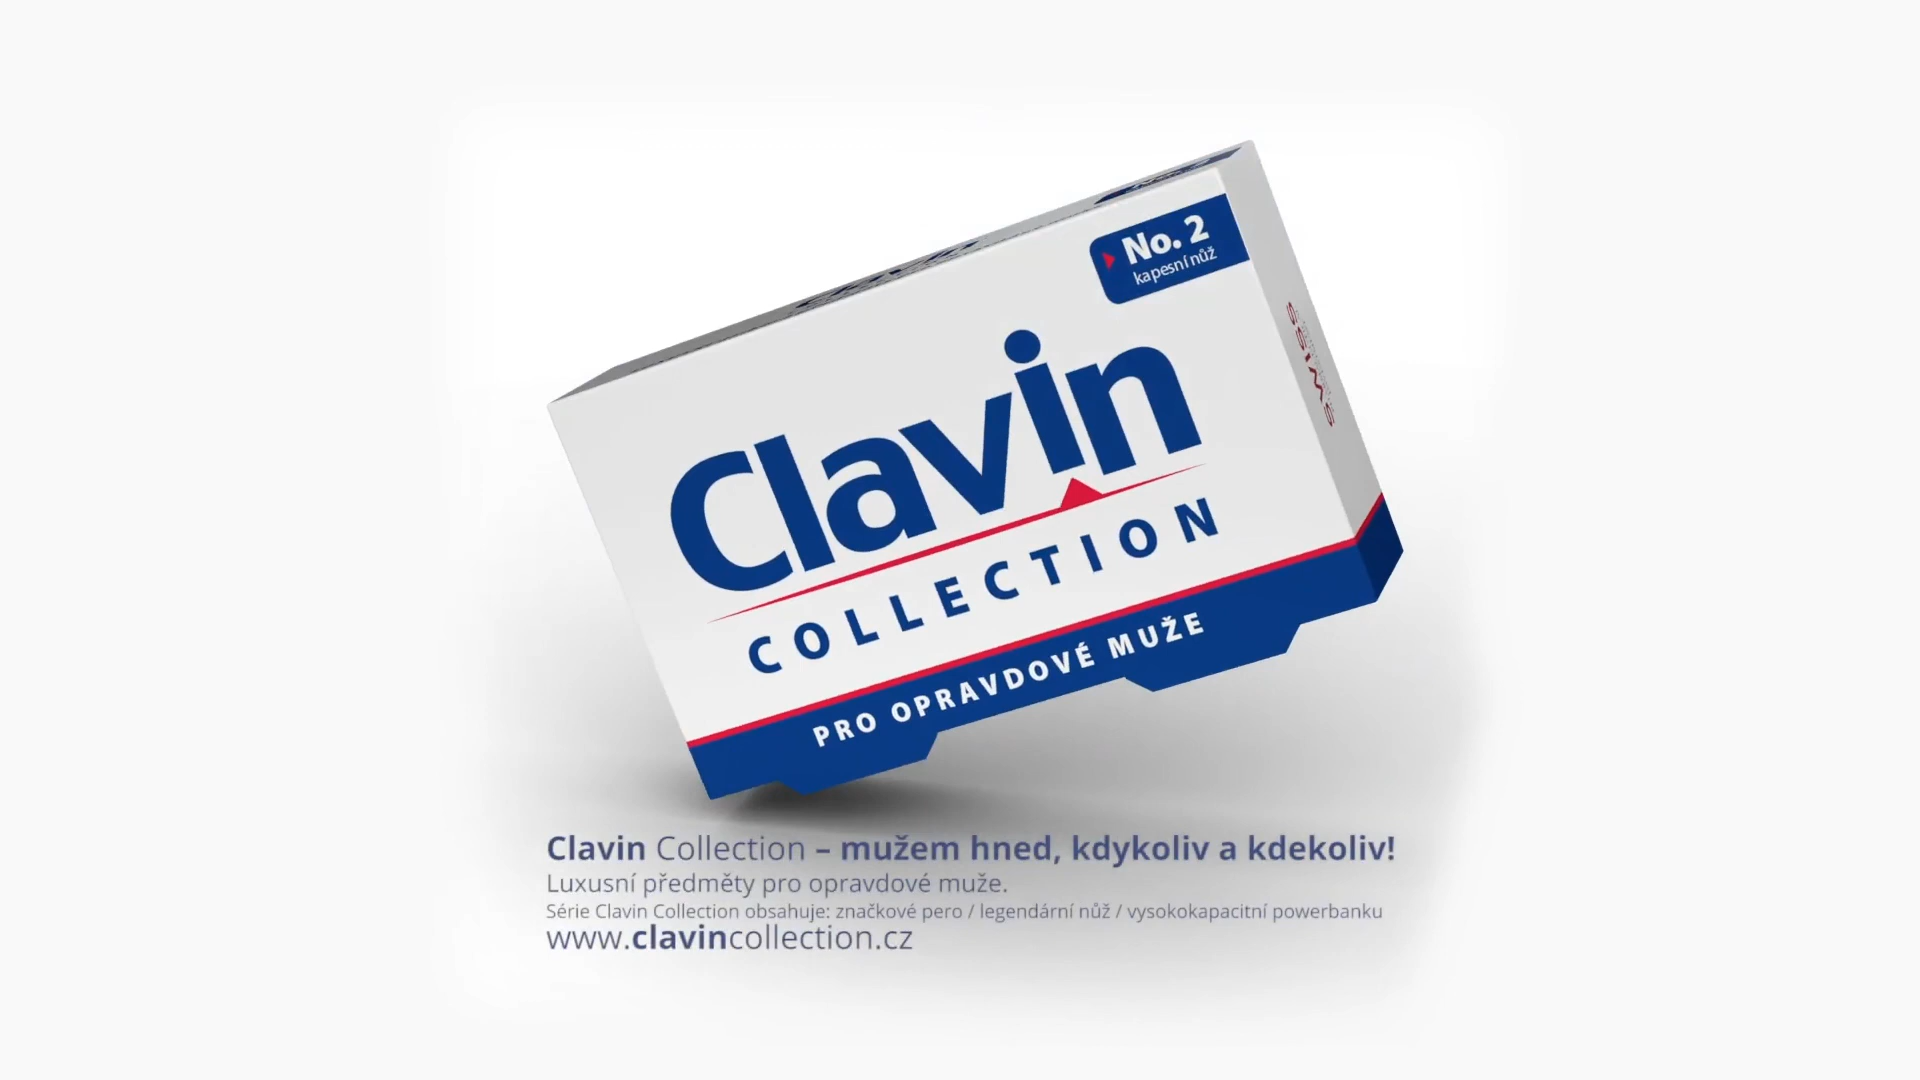 No. 2
kapesní nůž
Clavin
COLLECTION
PRO OPRAVDOVÉ MUŽE
SWISS
Clavin Collection – mužem hned, kdykoliv a kdekoliv!
Luxusní předměty pro opravdové muže.
Série Clavin Collection obsahuje: značkové pero / legendární nůž / vysokokapacitní powerbanku
www.clavincollection.cz